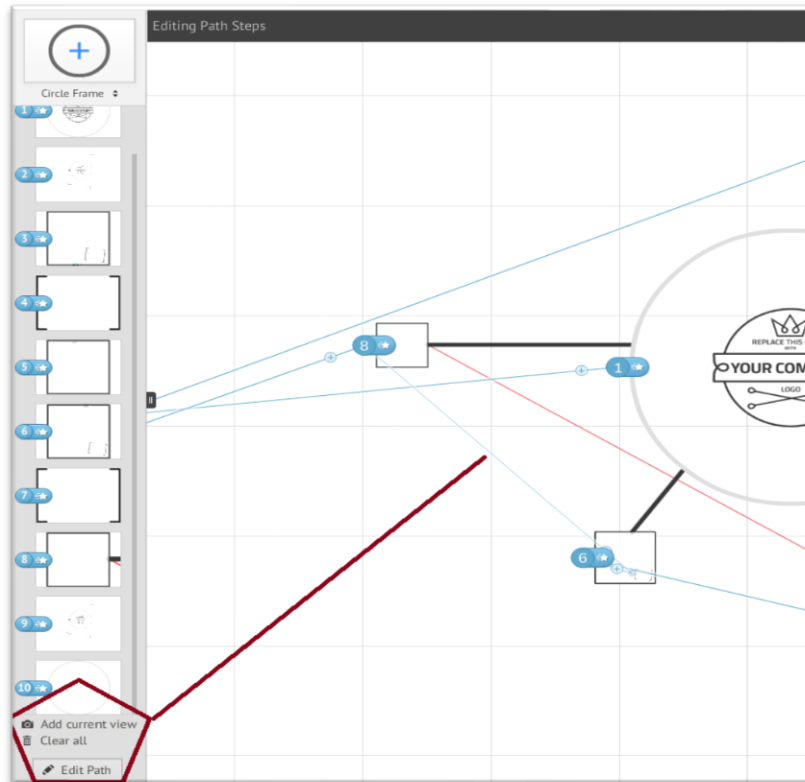 Editing Path Steps
Circle Frame
1
2
3
4
5
6
7
8
9
10
Add current view
Clear all
Edit Path
8
1
6
REPLACE THIS
WITH
YOUR COM
LOGO